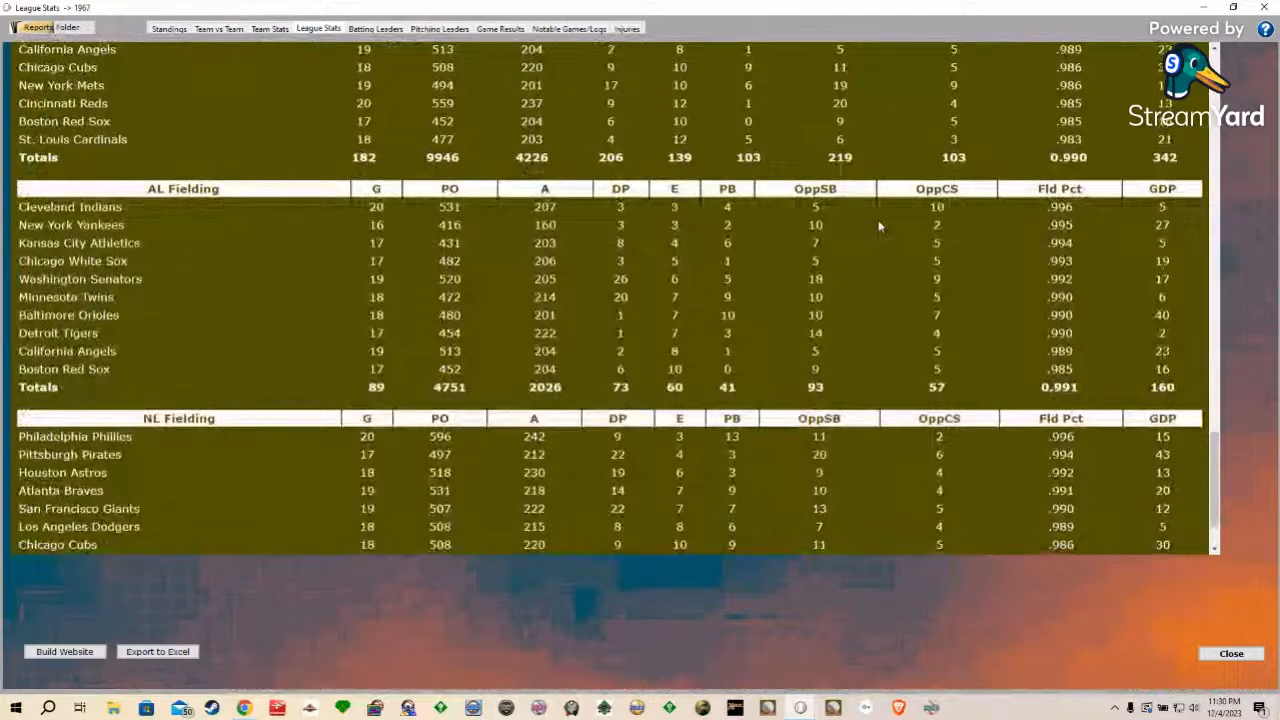 League Stats -> 1967
Reports Folder Standings Team vs Team Team Stats League Stats Batting Leaders Pitching Leaders Game Results Notable Games/Logs Injuries
Powered by
StreamYard
California Angels 19 513 204 2 8 1 5 5 .989 23
Chicago Cubs 18 508 220 9 10 9 11 5 .986
New York Mets 19 494 201 17 10 6 19 9 .986
Cincinnati Reds 20 559 237 9 12 1 20 4 .985 13
Boston Red Sox 17 452 204 6 10 0 9 5 .985
St. Louis Cardinals 18 477 203 4 12 5 6 3 .983 21
Totals 182 9946 4226 206 139 103 219 103 0.990 342
AL Fielding G PO A DP E PB OppSB OppCS Fld Pct GDP
Cleveland Indians 20 531 207 3 3 4 5 10 .996 5
New York Yankees 16 416 160 3 3 2 10 2 .995 27
Kansas City Athletics 17 431 203 8 4 6 7 5 .994 5
Chicago White Sox 17 482 206 3 5 1 5 5 .993 19
Washington Senators 19 520 205 26 6 5 18 9 .992 17
Minnesota Twins 18 472 214 20 7 9 10 5 .990 6
Baltimore Orioles 18 480 201 1 7 10 10 7 .990 40
Detroit Tigers 17 454 222 1 7 3 14 4 .990 2
California Angels 19 513 204 2 8 1 5 5 .989 23
Boston Red Sox 17 452 204 6 10 0 9 5 .985 16
Totals 89 4751 2026 73 60 41 93 57 0.991 160
NL Fielding G PO A DP E PB OppSB OppCS Fld Pct GDP
Philadelphia Phillies 20 596 242 9 3 13 11 2 .996 15
Pittsburgh Pirates 17 497 212 22 4 3 20 6 .994 43
Houston Astros 18 518 230 19 6 3 9 4 .992 13
Atlanta Braves 19 531 218 14 7 9 10 4 .991 20
San Francisco Giants 19 507 222 22 7 7 13 5 .990 12
Los Angeles Dodgers 18 508 215 8 8 6 7 4 .989 5
Chicago Cubs 18 508 220 9 10 9 11 5 .986 30
Build Website Export to Excel Close
50
11:30 PM
12/4/2023